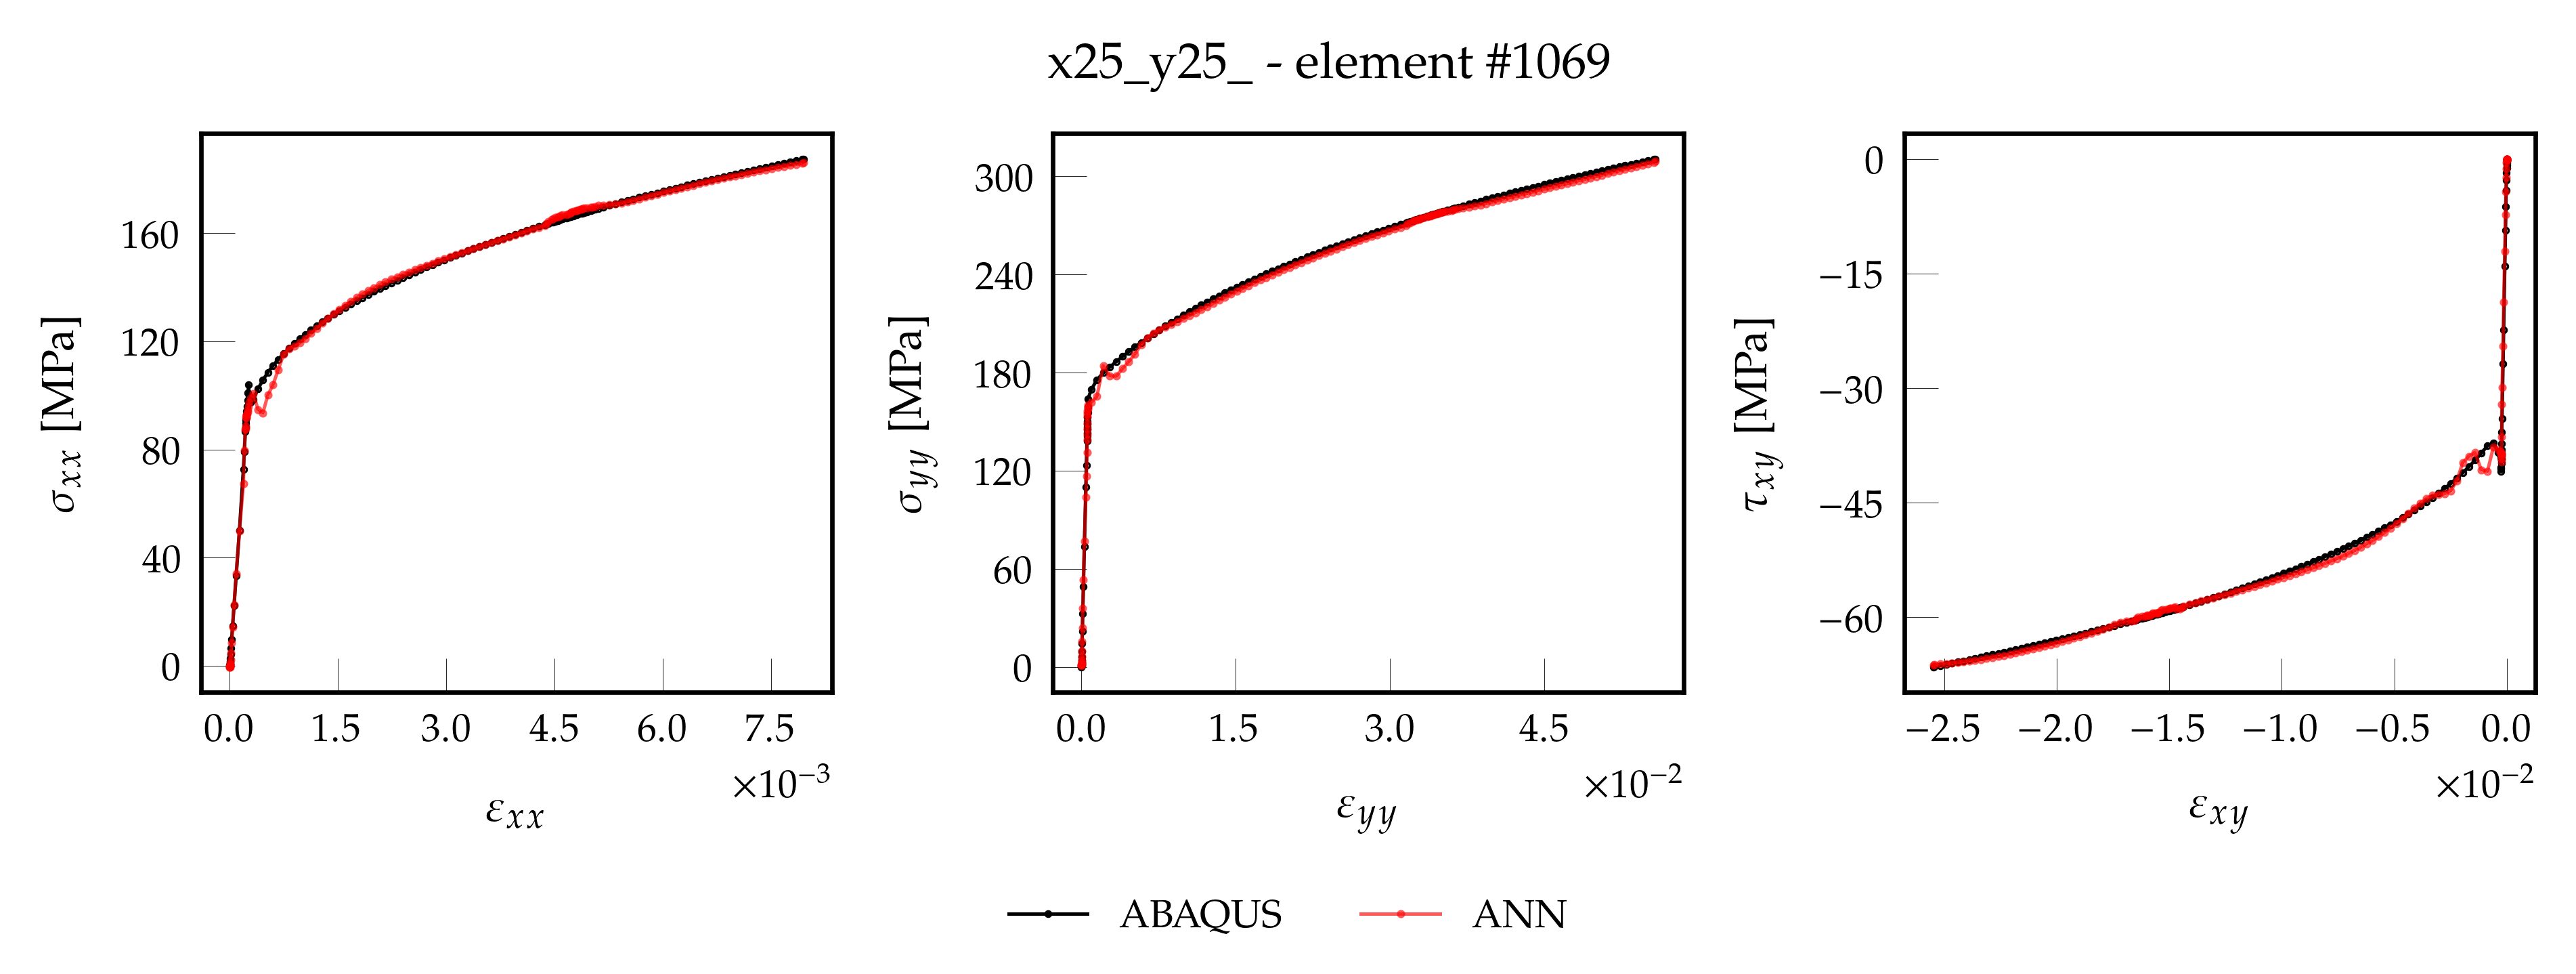 x25_y25_ - element #1069
σxx [MPa]
160
120
80
40
0
0.0 1.5 3.0 4.5 6.0 7.5
×10⁻³
εxx
σyy [MPa]
300
240
180
120
60
0
0.0 1.5 3.0 4.5
×10⁻²
εyy
τxy [MPa]
0
−15
−30
−45
−60
−2.5 −2.0 −1.5 −1.0 −0.5 0.0
×10⁻²
εxy
ABAQUS ANN